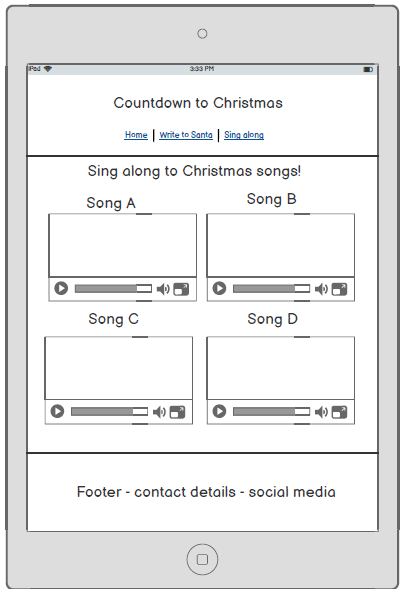 iPad 3:33 PM
Countdown to Christmas
Home | Write to Santa | Sing along
Sing along to Christmas songs!
Song A Song B
Song C Song D
Footer - contact details - social media